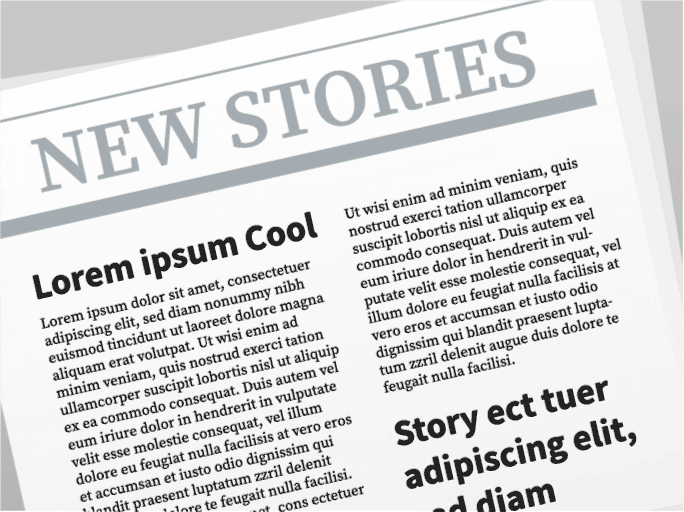 NEW STORIES
Lorem ipsum Cool
Lorem ipsum dolor sit amet, consectetuer
adipiscing elit, sed diam nonummy nibh
euismod tincidunt ut laoreet dolore magna
aliquam erat volutpat. Ut wisi enim ad
minim veniam, quis nostrud exerci tation
ullamcorper suscipit lobortis nisl ut aliquip
ex ea commodo consequat. Duis autem vel
eum iriure dolor in hendrerit in vulputate
velit esse molestie consequat, vel illum
dolore eu feugiat nulla facilisis at vero eros
et accumsan et iusto odio dignissim qui
blandit praesent luptatum zzril delenit
dolore te feugait nulla facilisi.
cons ectetuer
Ut wisi enim ad minim veniam, quis
nostrud exerci tation ullamcorper
suscipit lobortis nisl ut aliquip ex ea
commodo consequat. Duis autem vel
eum iriure dolor in hendrerit in vul-
putate velit esse molestie consequat, vel
illum dolore eu feugiat nulla facilisis at
vero eros et accumsan et iusto odio
dignissim qui blandit praesent lupta-
tum zzril delenit augue duis dolore te
feugait nulla facilisi.
Story ect tuer
adipiscing elit,
diam